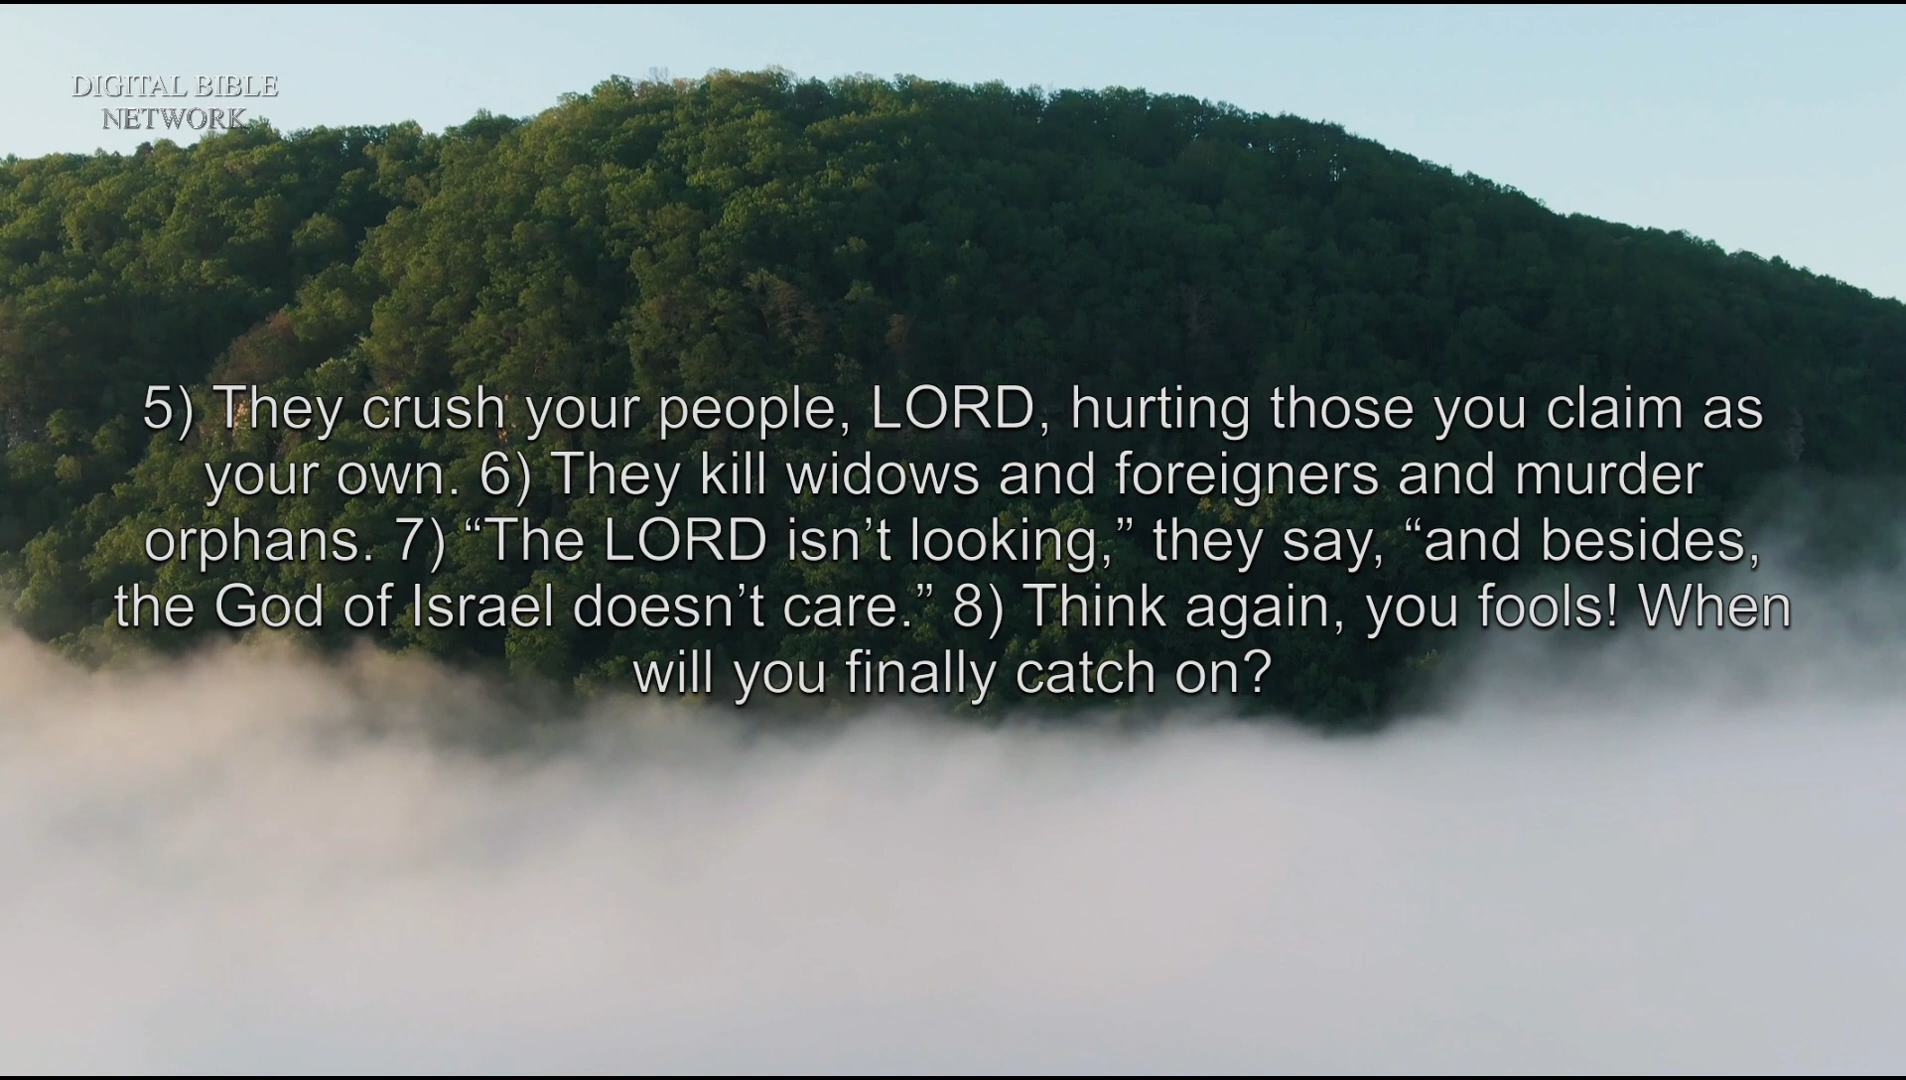 DIGITAL BIBLE
NETWORK
5) They crush your people, LORD, hurting those you claim as
your own. 6) They kill widows and foreigners and murder
orphans. 7) “The LORD isn’t looking,” they say, “and besides,
the God of Israel doesn’t care.” 8) Think again, you fools! When
will you finally catch on?